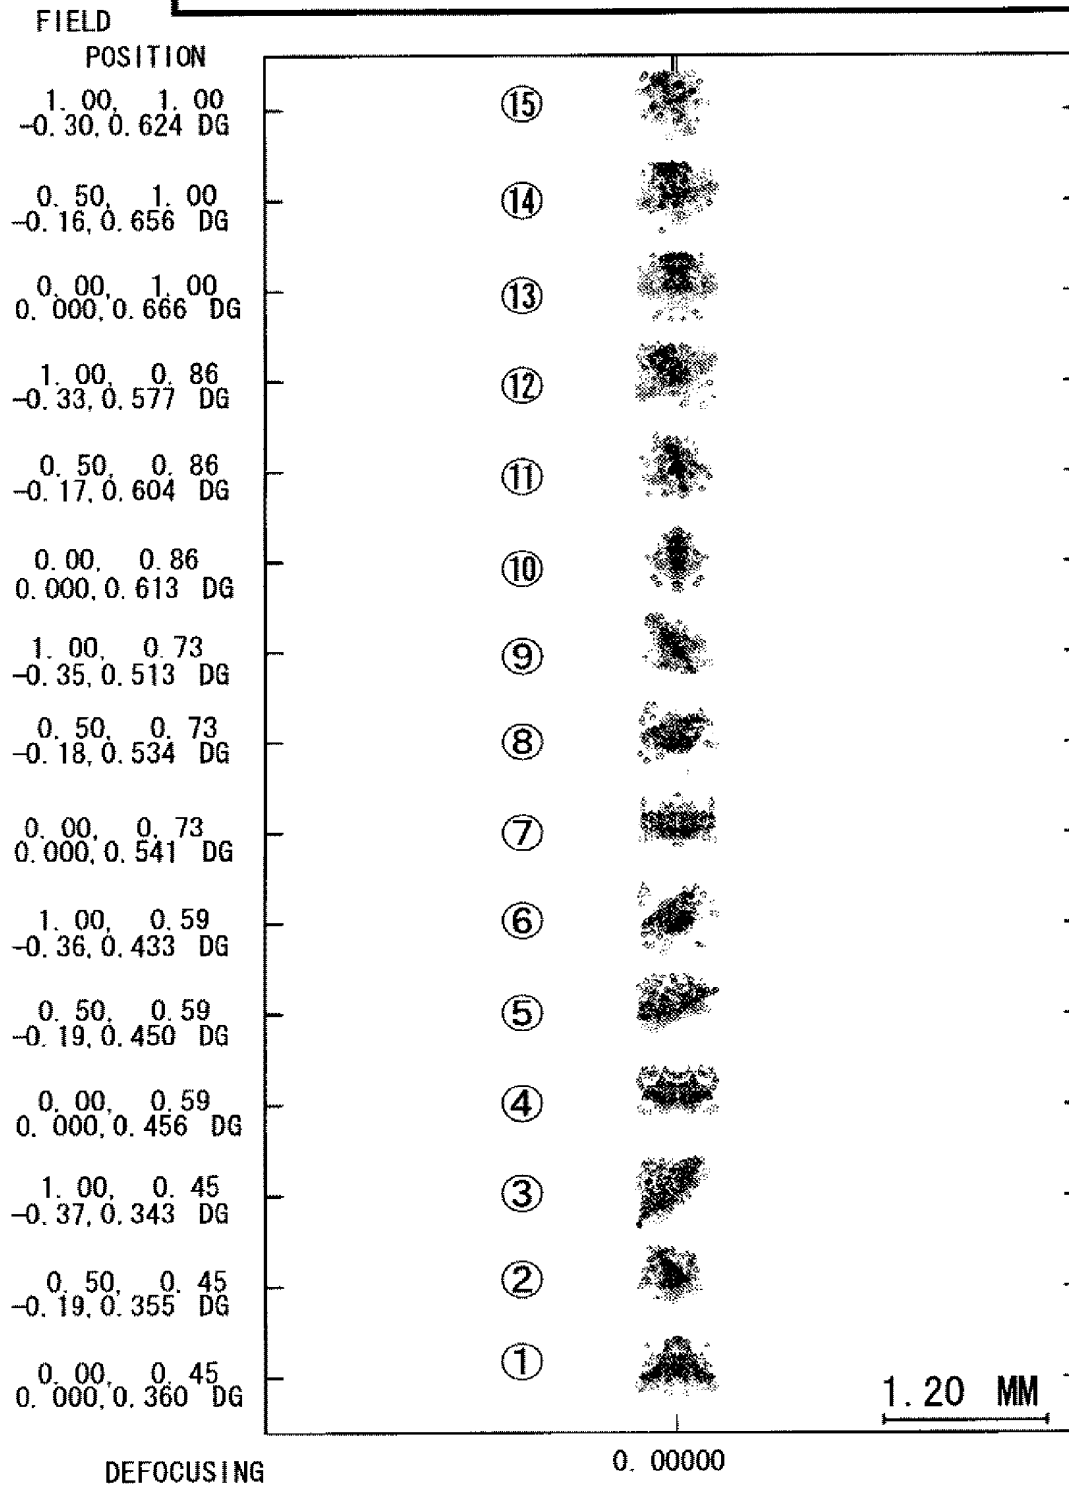 FIELD
POSITION
1. 00, 1. 00
-0. 30, 0. 624 DG
⑮
0. 50, 1. 00
-0. 16, 0. 656 DG
⑭
0. 00, 1. 00
0. 000, 0. 666 DG
⑬
1. 00, 0. 86
-0. 33, 0. 577 DG
⑫
0. 50, 0. 86
-0. 17, 0. 604 DG
⑪
0. 00, 0. 86
0. 000, 0. 613 DG
⑩
1. 00, 0. 73
-0. 35, 0. 513 DG
⑨
0. 50, 0. 73
-0. 18, 0. 534 DG
⑧
0. 00, 0. 73
0. 000, 0. 541 DG
⑦
1. 00, 0. 59
-0. 36, 0. 433 DG
⑥
0. 50, 0. 59
-0. 19, 0. 450 DG
⑤
0. 00, 0. 59
0. 000, 0. 456 DG
④
1. 00, 0. 45
-0. 37, 0. 343 DG
③
0. 50, 0. 45
-0. 19, 0. 355 DG
②
0. 00, 0. 45
0. 000, 0. 360 DG
①
1. 20 MM
0. 00000
DEFOCUSING